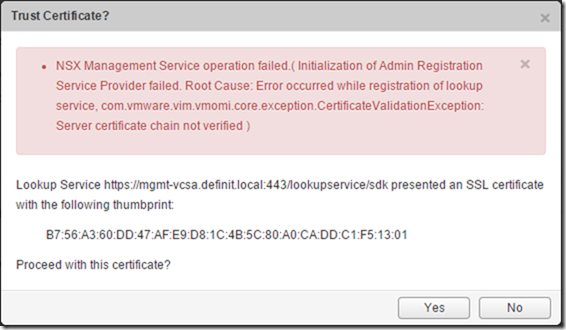 Trust Certificate?
NSX Management Service operation failed.( Initialization of Admin Registration
Service Provider failed. Root Cause: Error occurred while registration of lookup
service, com.vmware.vim.vmomi.core.exception.CertificateValidationException:
Server certificate chain not verified )
Lookup Service https://mgmt-vcsa.definit.local:443/lookupservice/sdk presented an SSL certificate
with the following thumbprint:
B7:56:A3:60:DD:47:AF:E9:D8:1C:4B:5C:80:A0:CA:DD:C1:F5:13:01
Proceed with this certificate?
Yes No